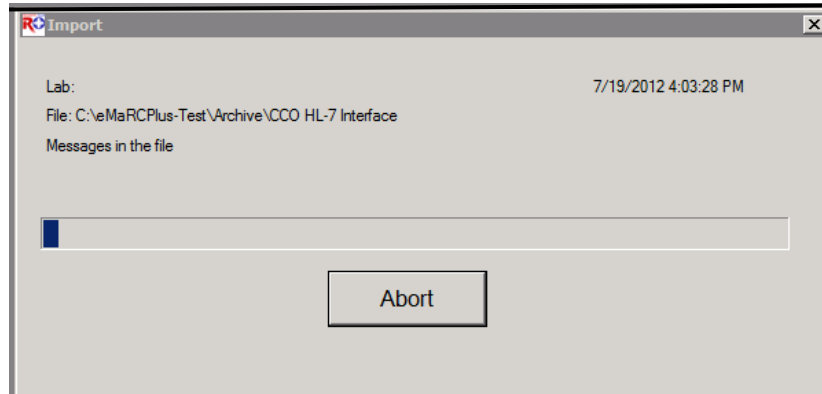 R Import
Lab:
7/19/2012 4:03:28 PM
File: C:\eMaRCPlus-Test\Archive\CCO HL-7 Interface
Messages in the file
Abort